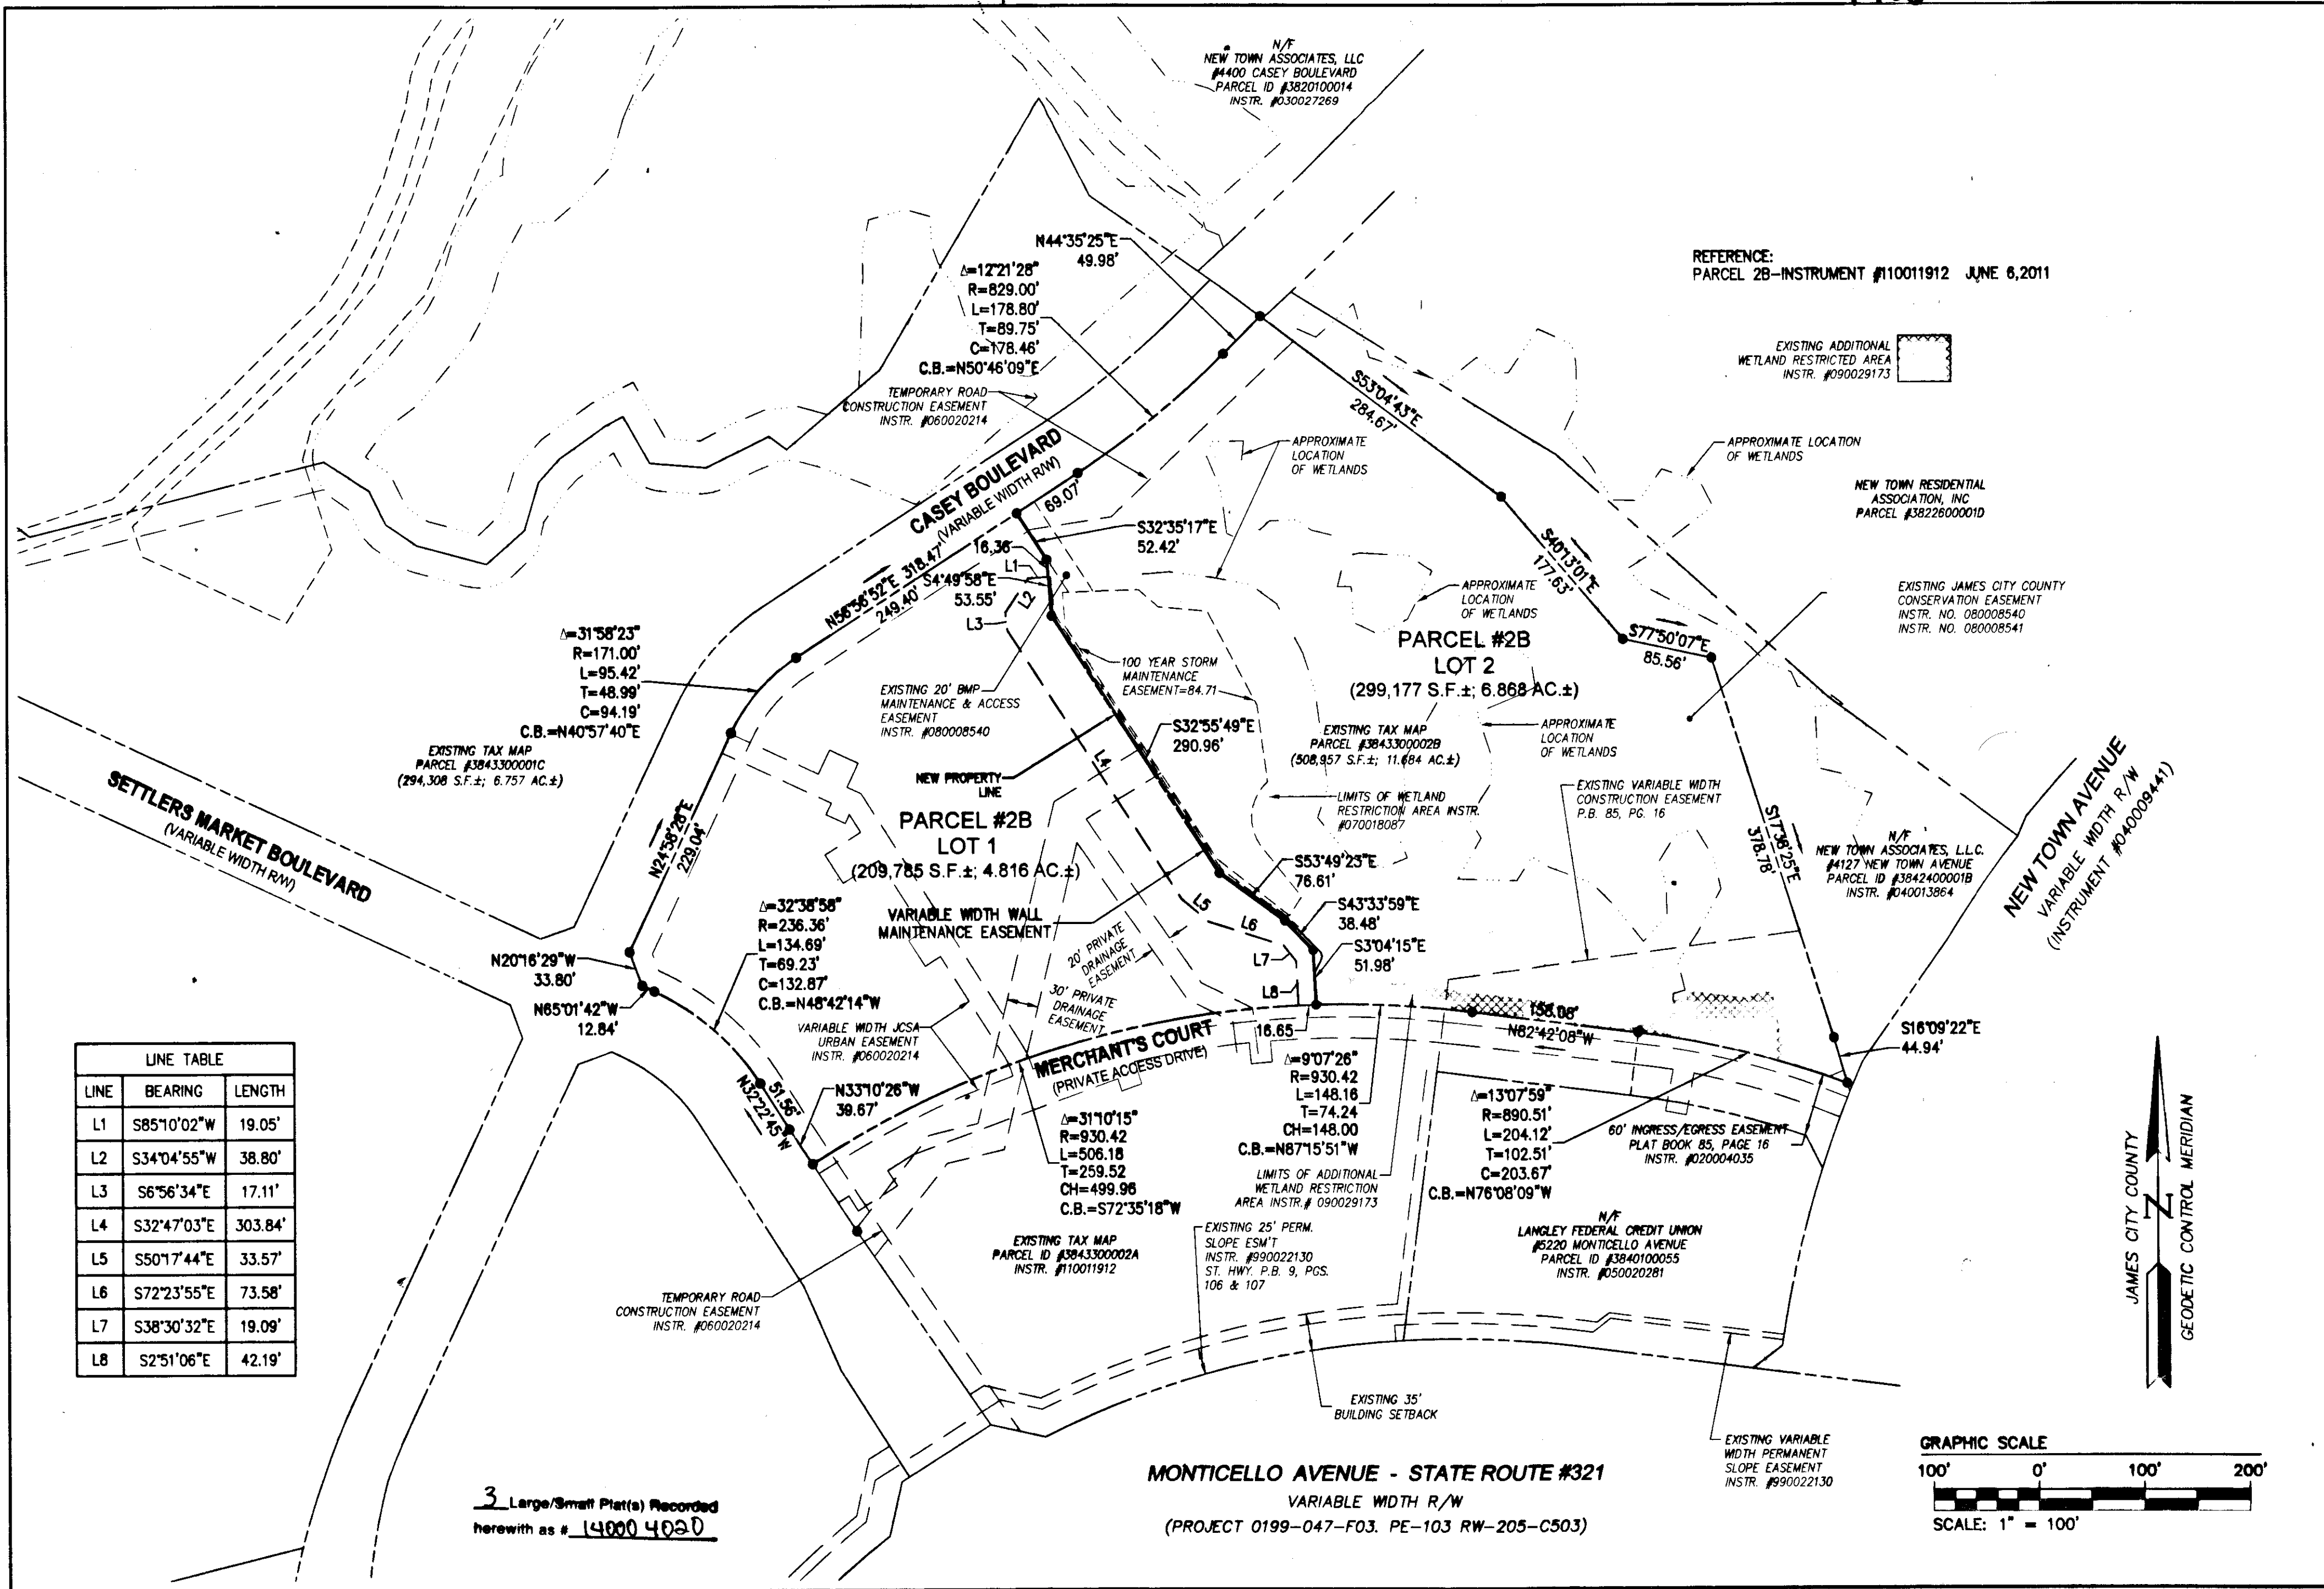 N/F
NEW TOWN ASSOCIATES, LLC
#4400 CASEY BOULEVARD
PARCEL ID #3820100014
INSTR. #030027269
N44°35'25"E
49.98'
Δ=12°21'28"
R=829.00'
L=178.80'
T=89.75'
C=178.46'
C.B.=N50°46'09"E
TEMPORARY ROAD
CONSTRUCTION EASEMENT
INSTR. #060020214
REFERENCE:
PARCEL 2B-INSTRUMENT #110011912 JUNE 6,2011
EXISTING ADDITIONAL
WETLAND RESTRICTED AREA
INSTR. #090029173
S53°04'43"E
284.67'
APPROXIMATE
LOCATION
OF WETLANDS
APPROXIMATE LOCATION
OF WETLANDS
NEW TOWN RESIDENTIAL
ASSOCIATION, INC
PARCEL #3822600001D
CASEY BOULEVARD
(VARIABLE WIDTH R/W)
69.07'
S32°35'17"E
52.42'
16.36
L1
S4°49'58"E
53.55'
L2
L3
N56°56'52"E 318.47'
249.40'
S40°13'01"E
177.63'
APPROXIMATE
LOCATION
OF WETLANDS
EXISTING JAMES CITY COUNTY
CONSERVATION EASEMENT
INSTR. NO. 080008540
INSTR. NO. 080008541
S77°50'07"E
85.56'
PARCEL #2B
LOT 2
(299,177 S.F.±; 6.868 AC.±)
Δ=31°58'23"
R=171.00'
L=95.42'
T=48.99'
C=94.19'
C.B.=N40°57'40"E
EXISTING TAX MAP
PARCEL #3843300001C
(294,308 S.F.±; 6.757 AC.±)
100 YEAR STORM
MAINTENANCE
EASEMENT=84.71
EXISTING 20' BMP
MAINTENANCE & ACCESS
EASEMENT
INSTR. #080008540
S32°55'49"E
290.96'
EXISTING TAX MAP
PARCEL #3843300002B
(508,957 S.F.±; 11.684 AC.±)
APPROXIMATE
LOCATION
OF WETLANDS
NEW PROPERTY
LINE
L4
SETTLERS MARKET BOULEVARD
(VARIABLE WIDTH R/W)
N24°58'28"E
229.04'
PARCEL #2B
LOT 1
(209,785 S.F.±; 4.816 AC.±)
LIMITS OF WETLAND
RESTRICTION AREA INSTR.
#070018087
EXISTING VARIABLE WIDTH
CONSTRUCTION EASEMENT
P.B. 85, PG. 16
S17°38'25"E
378.78'
N/F
NEW TOWN ASSOCIATES, L.L.C.
#4127 NEW TOWN AVENUE
PARCEL ID #3842400001B
INSTR. #040013864
NEW TOWN AVENUE
VARIABLE WIDTH R/W
(INSTRUMENT #040009441)
S53°49'23"E
76.61'
S43°33'59"E
38.48'
S3°04'15"E
51.98'
VARIABLE WIDTH WALL
MAINTENANCE EASEMENT
L5
L6
L7
L8
20' PRIVATE
DRAINAGE
EASEMENT
30' PRIVATE
DRAINAGE
EASEMENT
Δ=32°38'58"
R=236.36'
L=134.69'
T=69.23'
C=132.87'
C.B.=N48°42'14"W
N20°16'29"W
33.80'
N65°01'42"W
12.84'
VARIABLE WIDTH JCSA
URBAN EASEMENT
INSTR. #060020214
MERCHANT'S COURT
(PRIVATE ACCESS DRIVE)
16.65
158.08'
N82°42'08"W
S16°09'22"E
44.94'
51.56'
N32°22'45"W
N33°10'26"W
39.67'
Δ=31°10'15"
R=930.42
L=506.18
T=259.52
CH=499.96
C.B.=S72°35'18"W
Δ=9°07'26"
R=930.42
L=148.16
T=74.24
CH=148.00
C.B.=N87°15'51"W
Δ=13°07'59"
R=890.51'
L=204.12'
T=102.51'
C=203.67'
C.B.=N76°08'09"W
60' INGRESS/EGRESS EASEMENT
PLAT BOOK 85, PAGE 16
INSTR. #020004035
LIMITS OF ADDITIONAL
WETLAND RESTRICTION
AREA INSTR.# 090029173
LINE TABLE
LINE BEARING LENGTH
L1 S85°10'02"W 19.05'
L2 S34°04'55"W 38.80'
L3 S6°56'34"E 17.11'
L4 S32°47'03"E 303.84'
L5 S50°17'44"E 33.57'
L6 S72°23'55"E 73.58'
L7 S38°30'32"E 19.09'
L8 S2°51'06"E 42.19'
EXISTING TAX MAP
PARCEL ID #3843300002A
INSTR. #110011912
EXISTING 25' PERM.
SLOPE ESM'T
INSTR. #990022130
ST. HWY. P.B. 9, PGS.
106 & 107
N/F
LANGLEY FEDERAL CREDIT UNION
#5220 MONTICELLO AVENUE
PARCEL ID #3840100055
INSTR. #050020281
TEMPORARY ROAD
CONSTRUCTION EASEMENT
INSTR. #060020214
JAMES CITY COUNTY
N
GEODETIC CONTROL MERIDIAN
EXISTING 35'
BUILDING SETBACK
EXISTING VARIABLE
WIDTH PERMANENT
SLOPE EASEMENT
INSTR. #990022130
MONTICELLO AVENUE - STATE ROUTE #321
VARIABLE WIDTH R/W
(PROJECT 0199-047-F03. PE-103 RW-205-C503)
3 Large/Small Plat(s) Recorded
herewith as # 140004020
GRAPHIC SCALE
100' 0' 100' 200'
SCALE: 1" = 100'